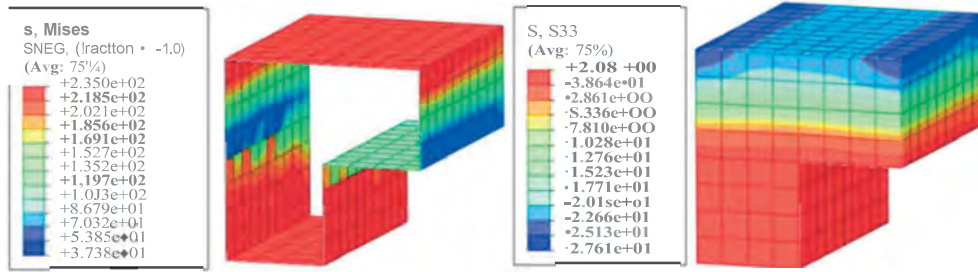 s, Mises
SNEG, (!ractton • -1.0)
(Avg: 75'¼)
+2.350e+02
+2.185e+02
+2.021e+02
+1.856e+02
+1.691e+02
+1.527e+02
+1.352e+02
+1,197e+02
+1.0J3e+02
+8.679e+01
+7.032e+01
+5.385e♦01
+3.738e♦01
S, S33
(Avg: 75%)
+2.08 +00
-3.864e•01
•2.861e+OO
·S.336e+OO
·7.810e+OO
·1.028e+01
·1.276e+01
·1.523e+01
•1.771e+01
-2.01se+o1
-2.266e+01
•2.513e+01
-2.761e+01